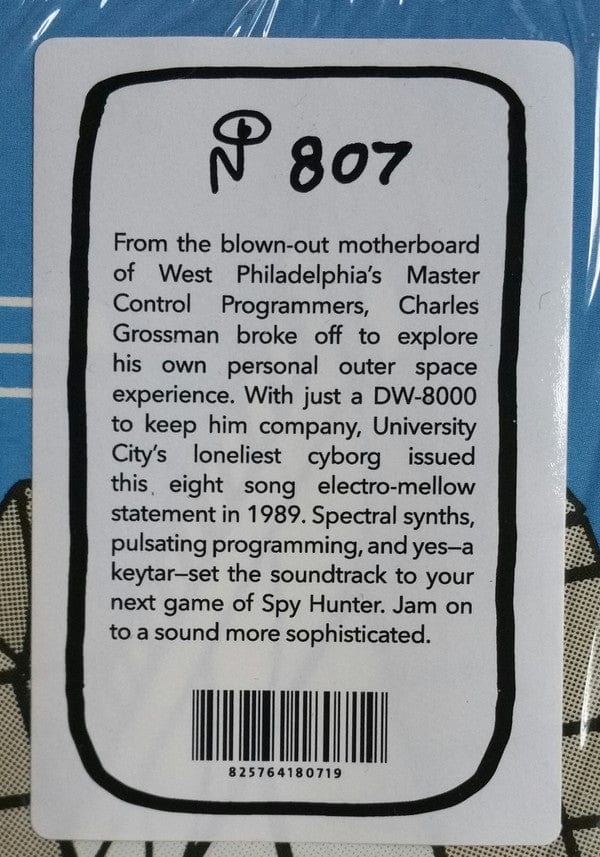 N 807
From the blown-out motherboard
of West Philadelphia's Master
Control Programmers, Charles
Grossman broke off to explore
his own personal outer space
experience. With just a DW-8000
to keep him company, University
City's loneliest cyborg issued
this eight song electro-mellow
statement in 1989. Spectral synths,
pulsating programming, and yes—a
keytar—set the soundtrack to your
next game of Spy Hunter. Jam on
to a sound more sophisticated.
825764180719